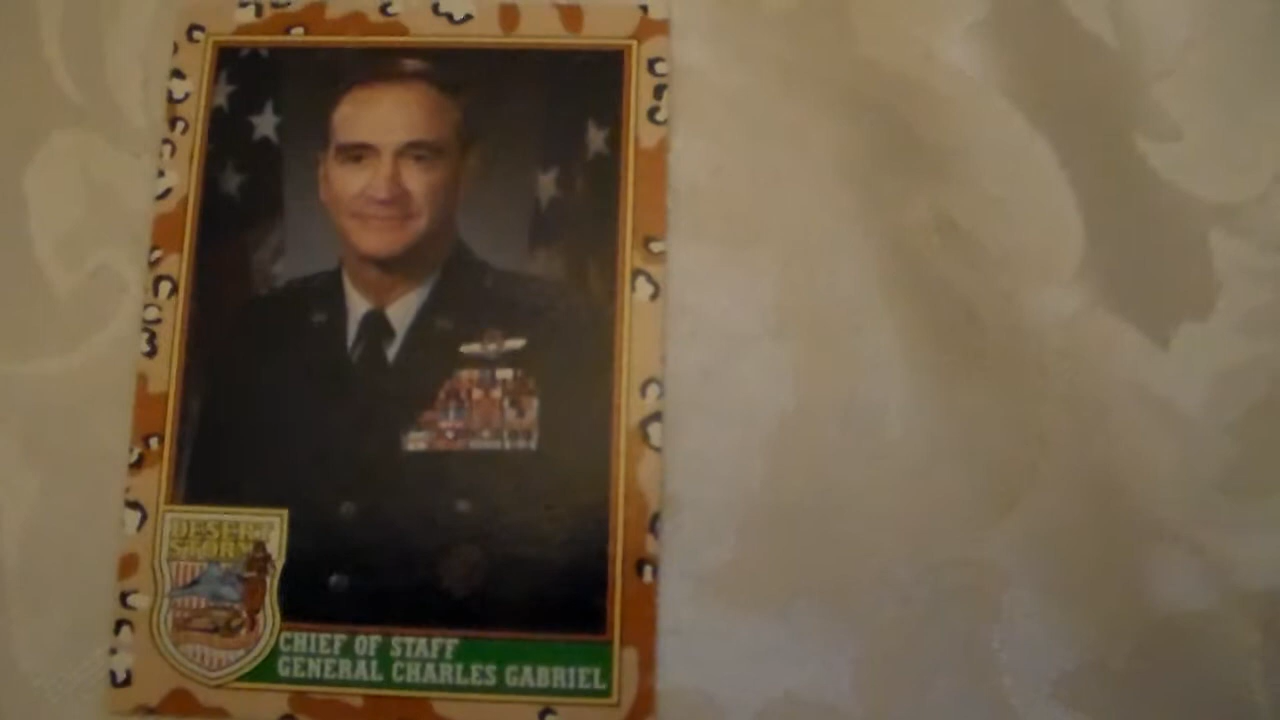 DESERT
STORM
CHIEF OF STAFF
GENERAL CHARLES GABRIEL